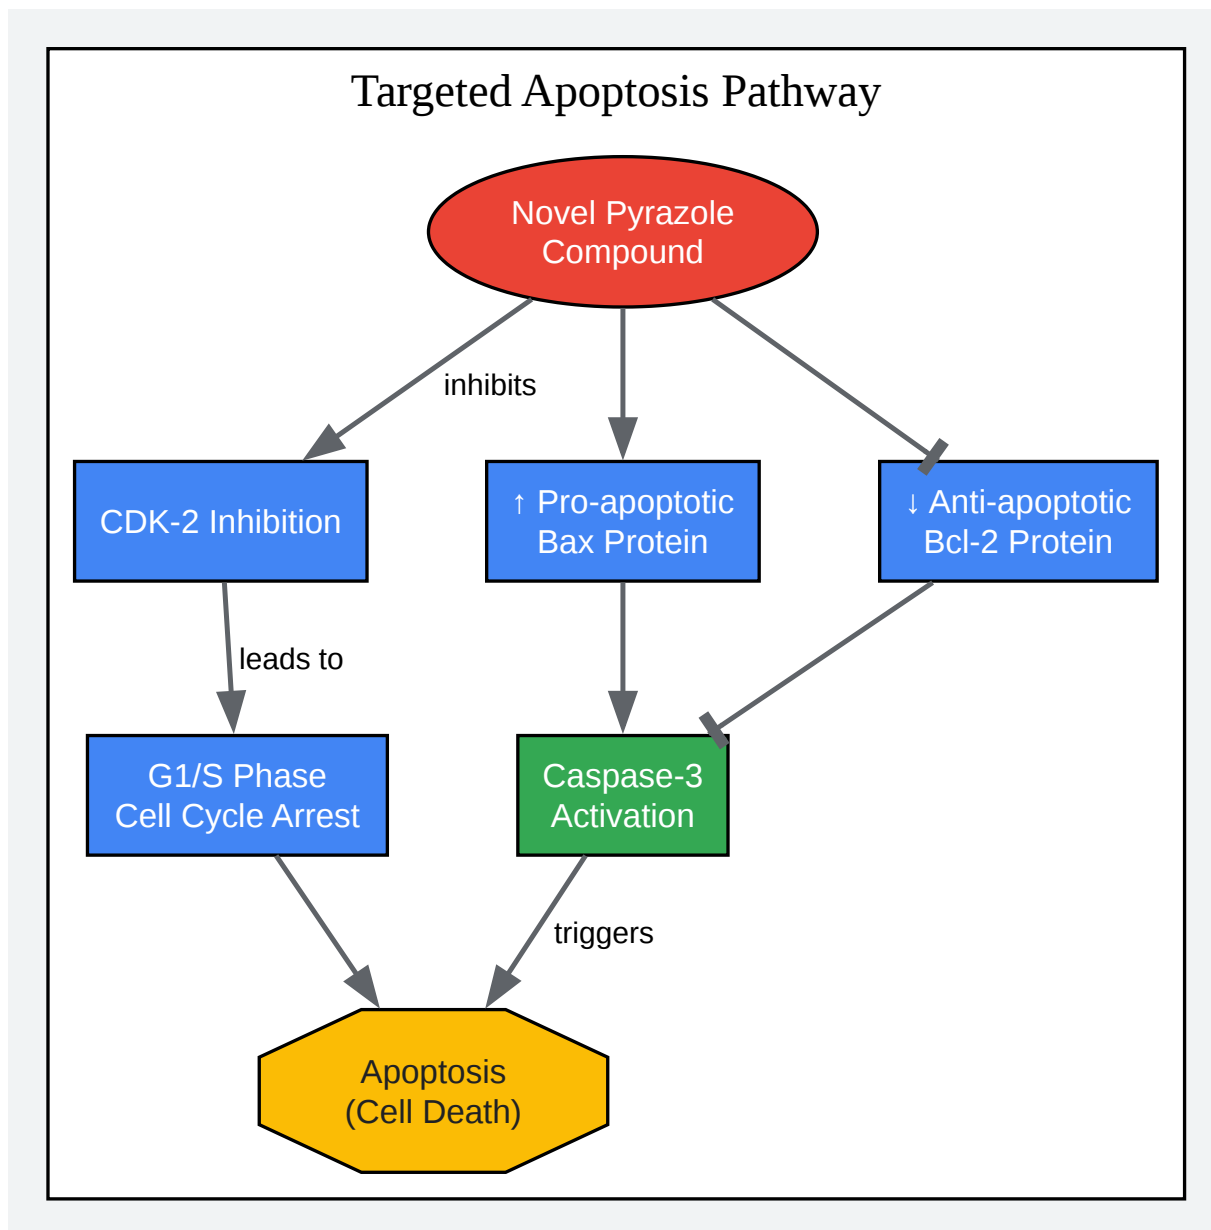 Targeted Apoptosis Pathway
Novel Pyrazole
Compound
inhibits
CDK-2 Inhibition
↑ Pro-apoptotic
Bax Protein
↓ Anti-apoptotic
Bcl-2 Protein
leads to
G1/S Phase
Cell Cycle Arrest
Caspase-3
Activation
triggers
Apoptosis
(Cell Death)